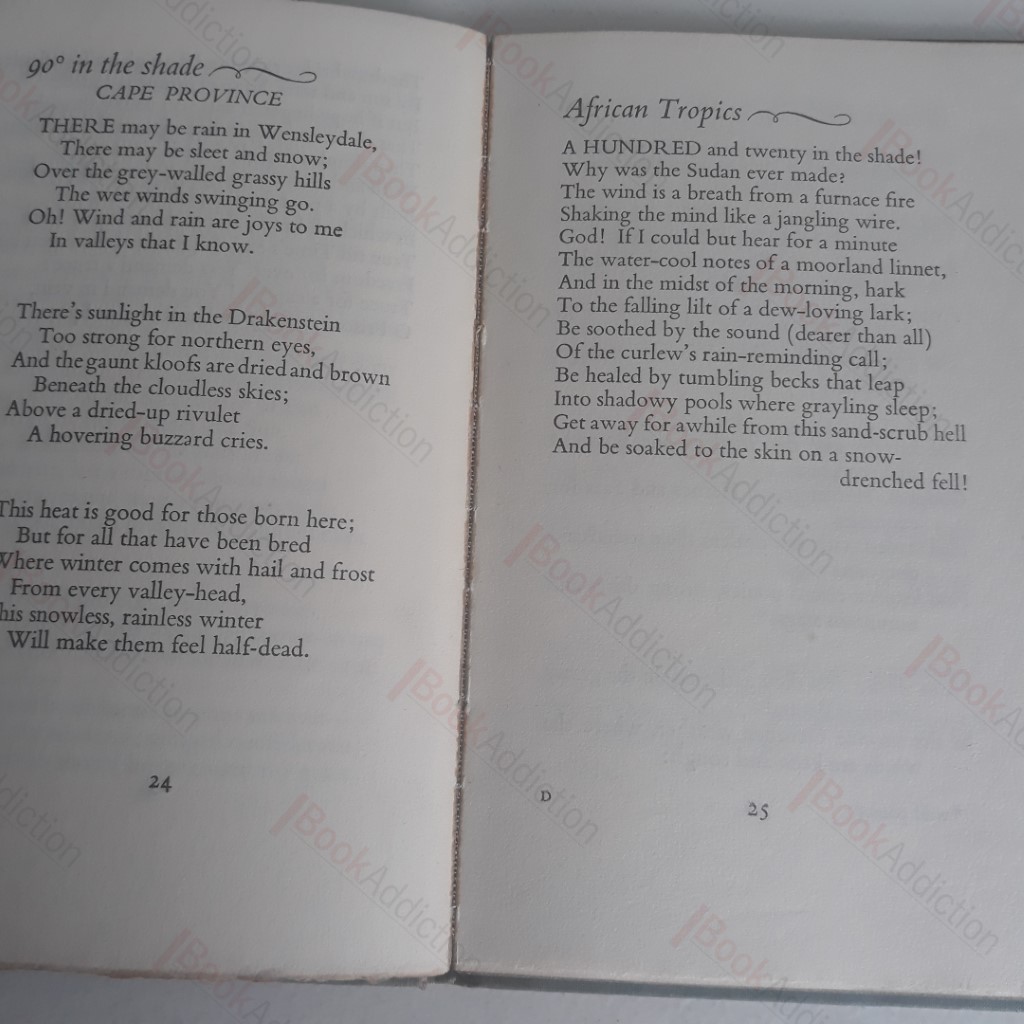 90° in the shade
CAPE PROVINCE
THERE may be rain in Wensleydale,
There may be sleet and snow;
Over the grey-walled grassy hills
The wet winds swinging go.
Oh! Wind and rain are joys to me
In valleys that I know.
There's sunlight in the Drakenstein
Too strong for northern eyes,
And the gaunt kloofs are dried and brown
Beneath the cloudless skies;
Above a dried-up rivulet
A hovering buzzard cries.
This heat is good for those born here;
But for all that have been bred
Where winter comes with hail and frost
From every valley-head,
his snowless, rainless winter
Will make them feel half-dead.
24
African Tropics
A HUNDRED and twenty in the shade!
Why was the Sudan ever made?
The wind is a breath from a furnace fire
Shaking the mind like a jangling wire.
God! If I could but hear for a minute
The water-cool notes of a moorland linnet,
And in the midst of the morning, hark
To the falling lilt of a dew-loving lark;
Be soothed by the sound (dearer than all)
Of the curlew's rain-reminding call;
Be healed by tumbling becks that leap
Into shadowy pools where grayling sleep;
Get away for awhile from this sand-scrub hell
And be soaked to the skin on a snow-
drenched fell!
D
25
BookAddiction